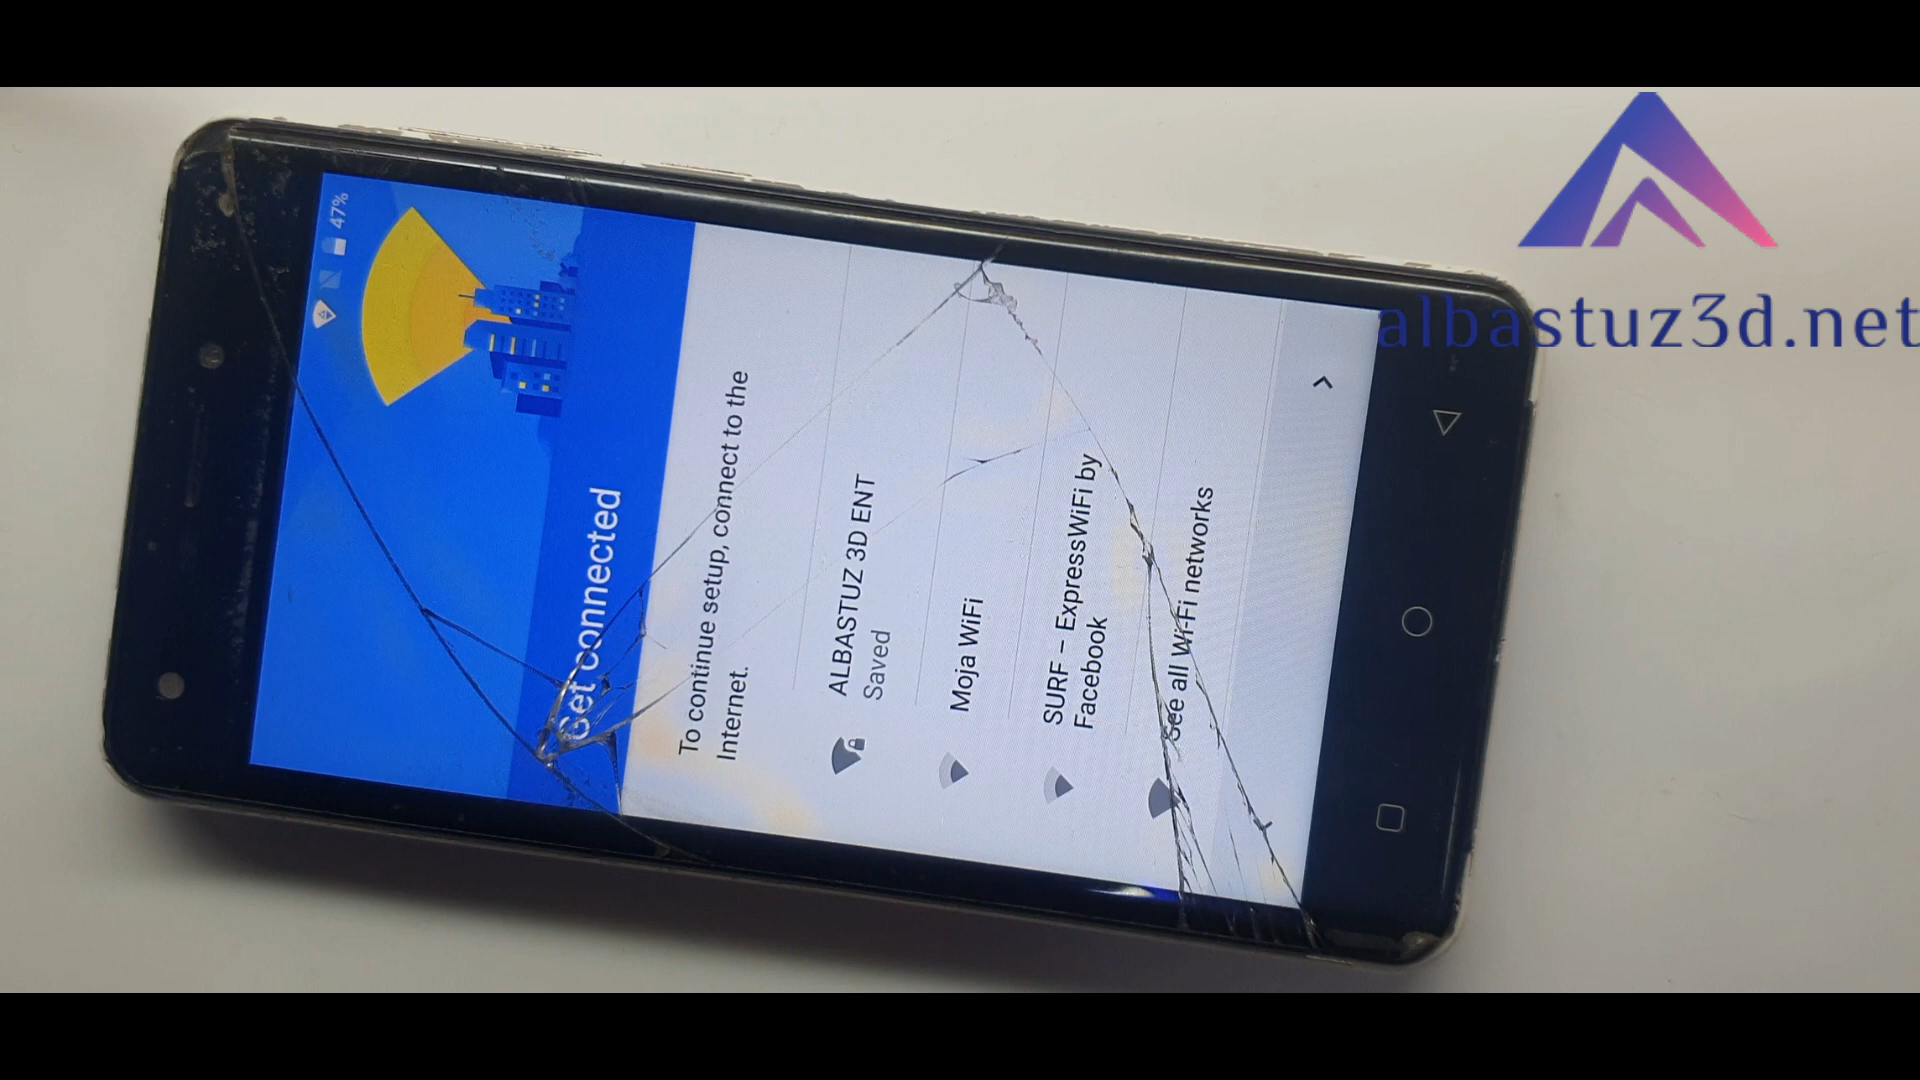 47%
Get connected
To continue setup, connect to the
Internet.
ALBASTUZ 3D ENT
Saved
Moja WiFi
SURF – ExpressWiFi by
Facebook
See all Wi-Fi networks
albastuz3d.net